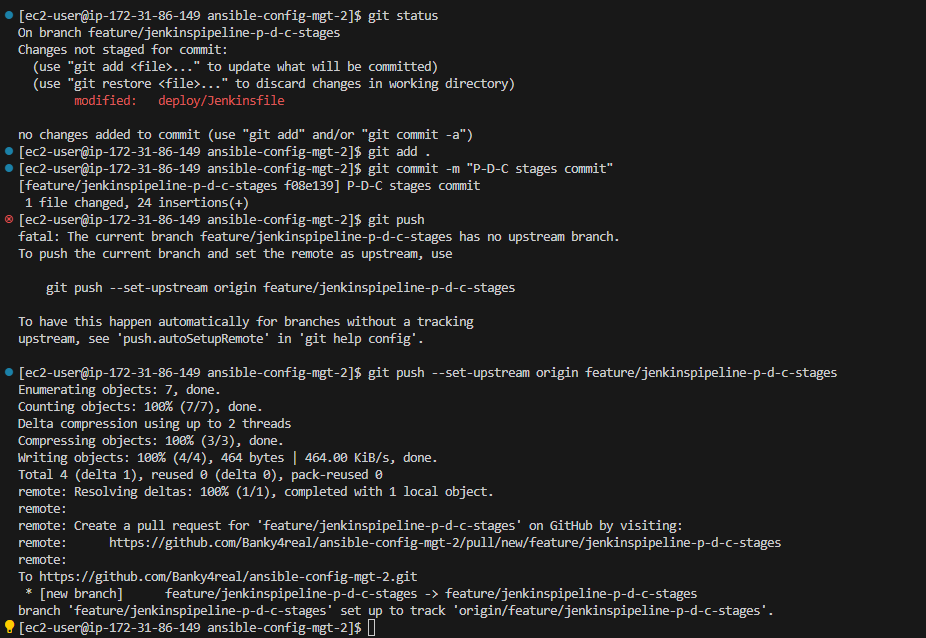 [ec2-user@ip-172-31-86-149 ansible-config-mgt-2]$ git status
On branch feature/jenkinspipeline-p-d-c-stages
Changes not staged for commit:
  (use "git add <file>..." to update what will be committed)
  (use "git restore <file>..." to discard changes in working directory)
        modified:   deploy/Jenkinsfile

no changes added to commit (use "git add" and/or "git commit -a")
[ec2-user@ip-172-31-86-149 ansible-config-mgt-2]$ git add .
[ec2-user@ip-172-31-86-149 ansible-config-mgt-2]$ git commit -m "P-D-C stages commit"
[feature/jenkinspipeline-p-d-c-stages f08e139] P-D-C stages commit
 1 file changed, 24 insertions(+)
[ec2-user@ip-172-31-86-149 ansible-config-mgt-2]$ git push
fatal: The current branch feature/jenkinspipeline-p-d-c-stages has no upstream branch.
To push the current branch and set the remote as upstream, use

    git push --set-upstream origin feature/jenkinspipeline-p-d-c-stages

To have this happen automatically for branches without a tracking
upstream, see 'push.autoSetupRemote' in 'git help config'.

[ec2-user@ip-172-31-86-149 ansible-config-mgt-2]$ git push --set-upstream origin feature/jenkinspipeline-p-d-c-stages
Enumerating objects: 7, done.
Counting objects: 100% (7/7), done.
Delta compression using up to 2 threads
Compressing objects: 100% (3/3), done.
Writing objects: 100% (4/4), 464 bytes | 464.00 KiB/s, done.
Total 4 (delta 1), reused 0 (delta 0), pack-reused 0
remote: Resolving deltas: 100% (1/1), completed with 1 local object.
remote:
remote: Create a pull request for 'feature/jenkinspipeline-p-d-c-stages' on GitHub by visiting:
remote:      https://github.com/Banky4real/ansible-config-mgt-2/pull/new/feature/jenkinspipeline-p-d-c-stages
remote:
To https://github.com/Banky4real/ansible-config-mgt-2.git
 * [new branch]      feature/jenkinspipeline-p-d-c-stages -> feature/jenkinspipeline-p-d-c-stages
branch 'feature/jenkinspipeline-p-d-c-stages' set up to track 'origin/feature/jenkinspipeline-p-d-c-stages'.
[ec2-user@ip-172-31-86-149 ansible-config-mgt-2]$